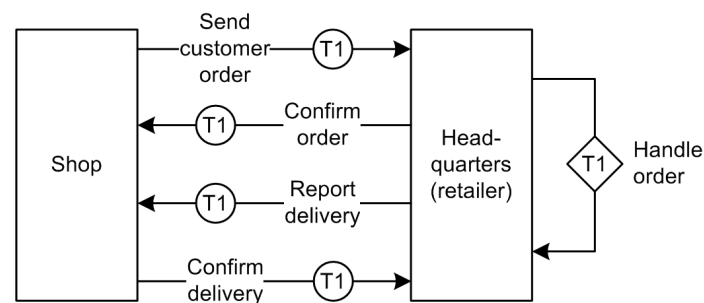 Send
customer
order
T1
Confirm
order
T1
Shop
Head-
quarters
(retailer)
T1
Handle
order
Report
delivery
T1
Confirm
delivery
T1